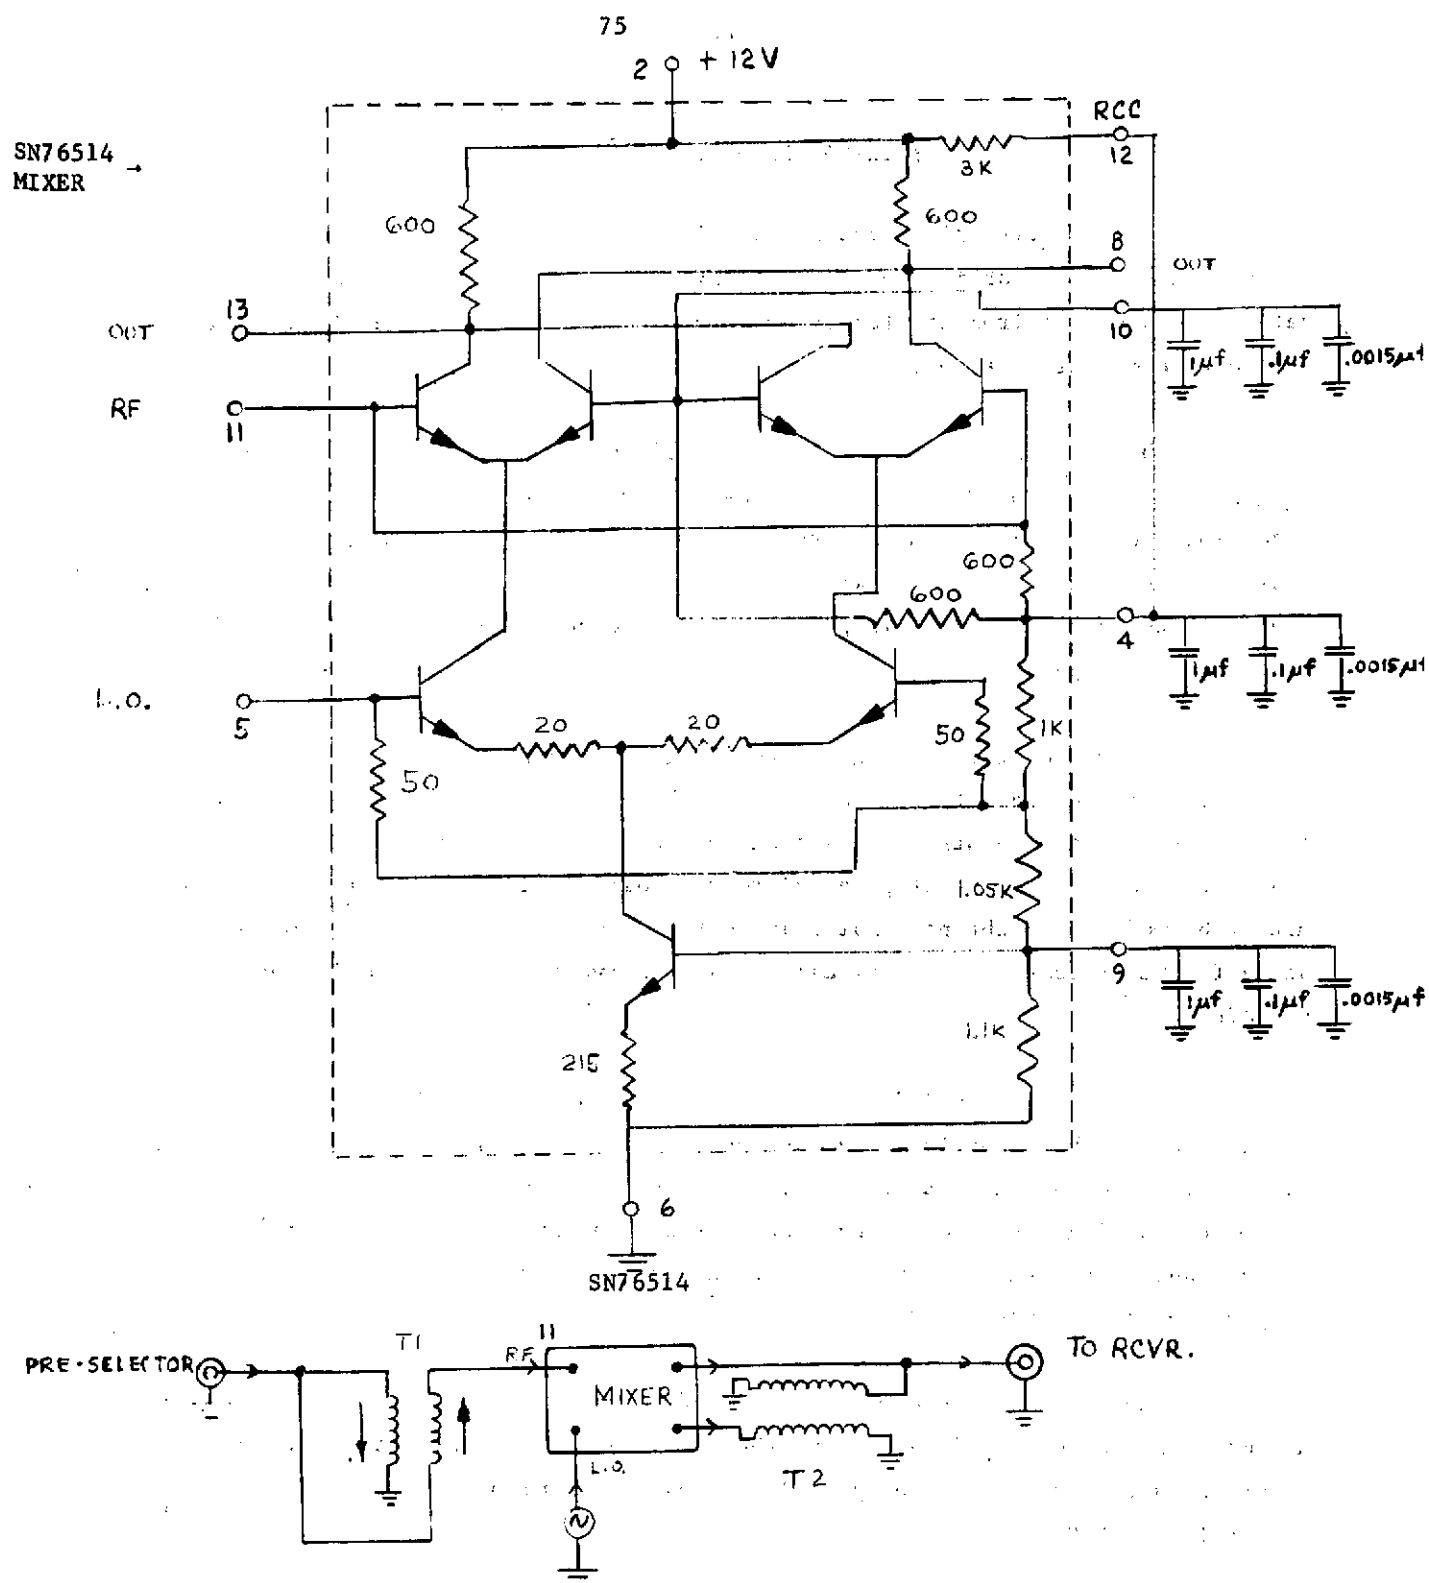 75
2 + 12V
RCC
SN76514 →
MIXER
12
3K
600
600
8
OUT
13
OUT
10
1µf
.1µf
.0015µf
RF
11
600
600
4
1µf
.1µf
.0015µf
L.O.
5
20
20
50
1K
50
1.05K
9
1µf
.1µf
.0015µf
1.1K
215
6
SN76514
T1
11
R.F.
TO RCVR.
PRE-SELECTOR
MIXER
L.O.
T2